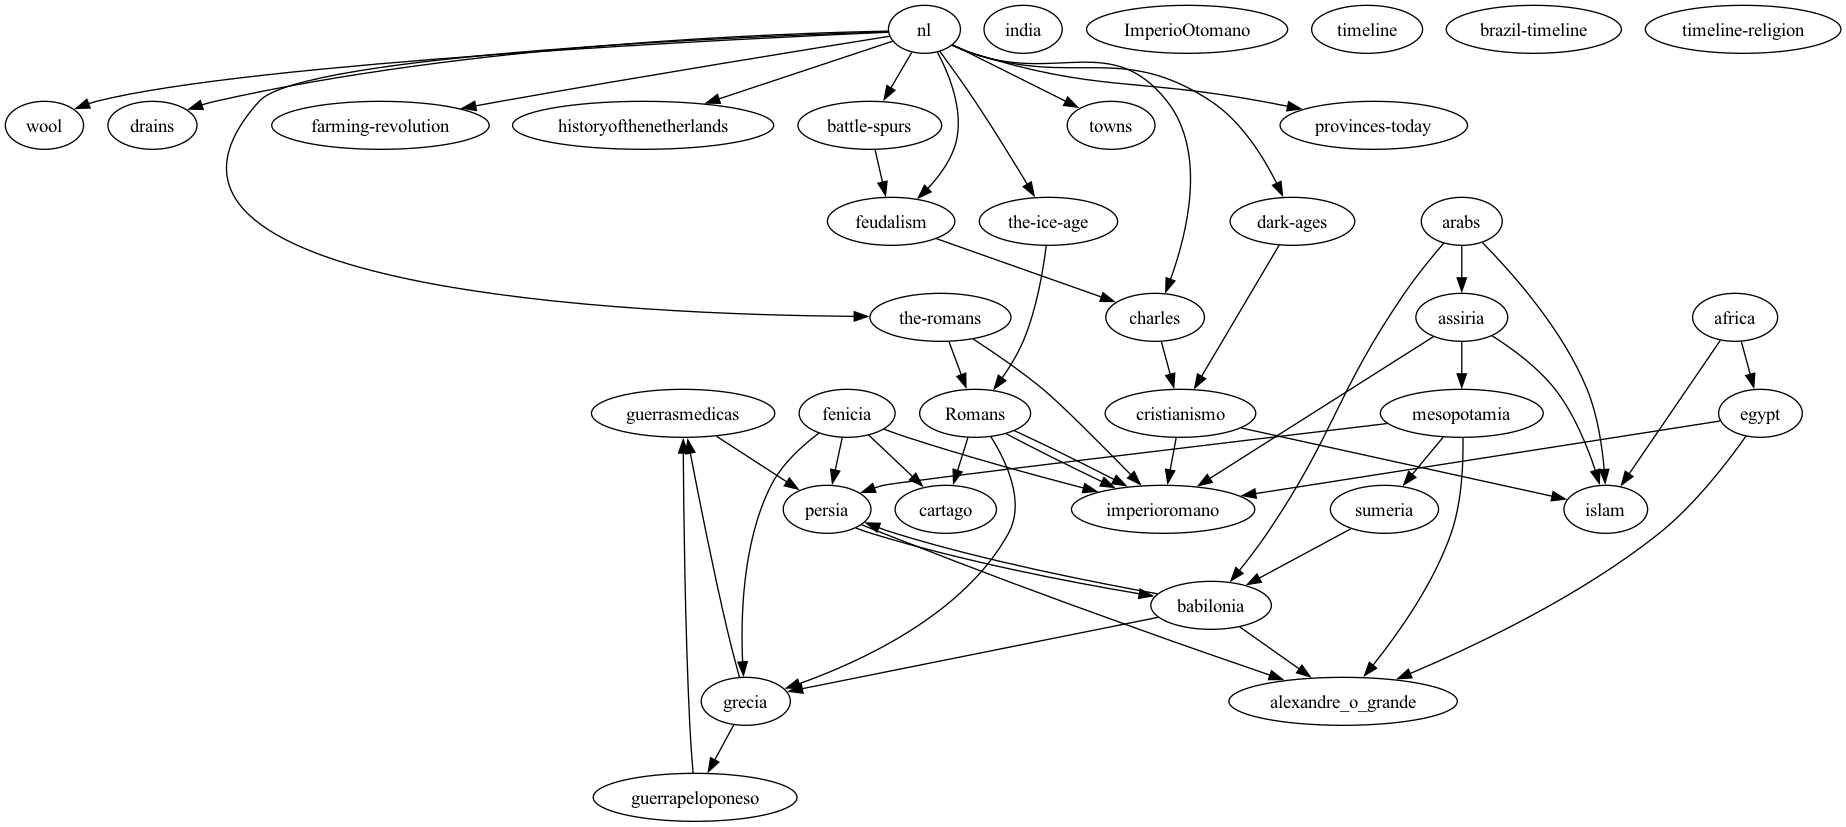 nl
india
ImperioOtomano
timeline
brazil-timeline
timeline-religion
wool
drains
farming-revolution
historyofthenetherlands
battle-spurs
towns
provinces-today
feudalism
the-ice-age
dark-ages
arabs
the-romans
charles
assiria
africa
guerrasmedicas
fenicia
Romans
cristianismo
mesopotamia
egypt
persia
cartago
imperioromano
sumeria
islam
babilonia
grecia
alexandre_o_grande
guerrapeloponeso